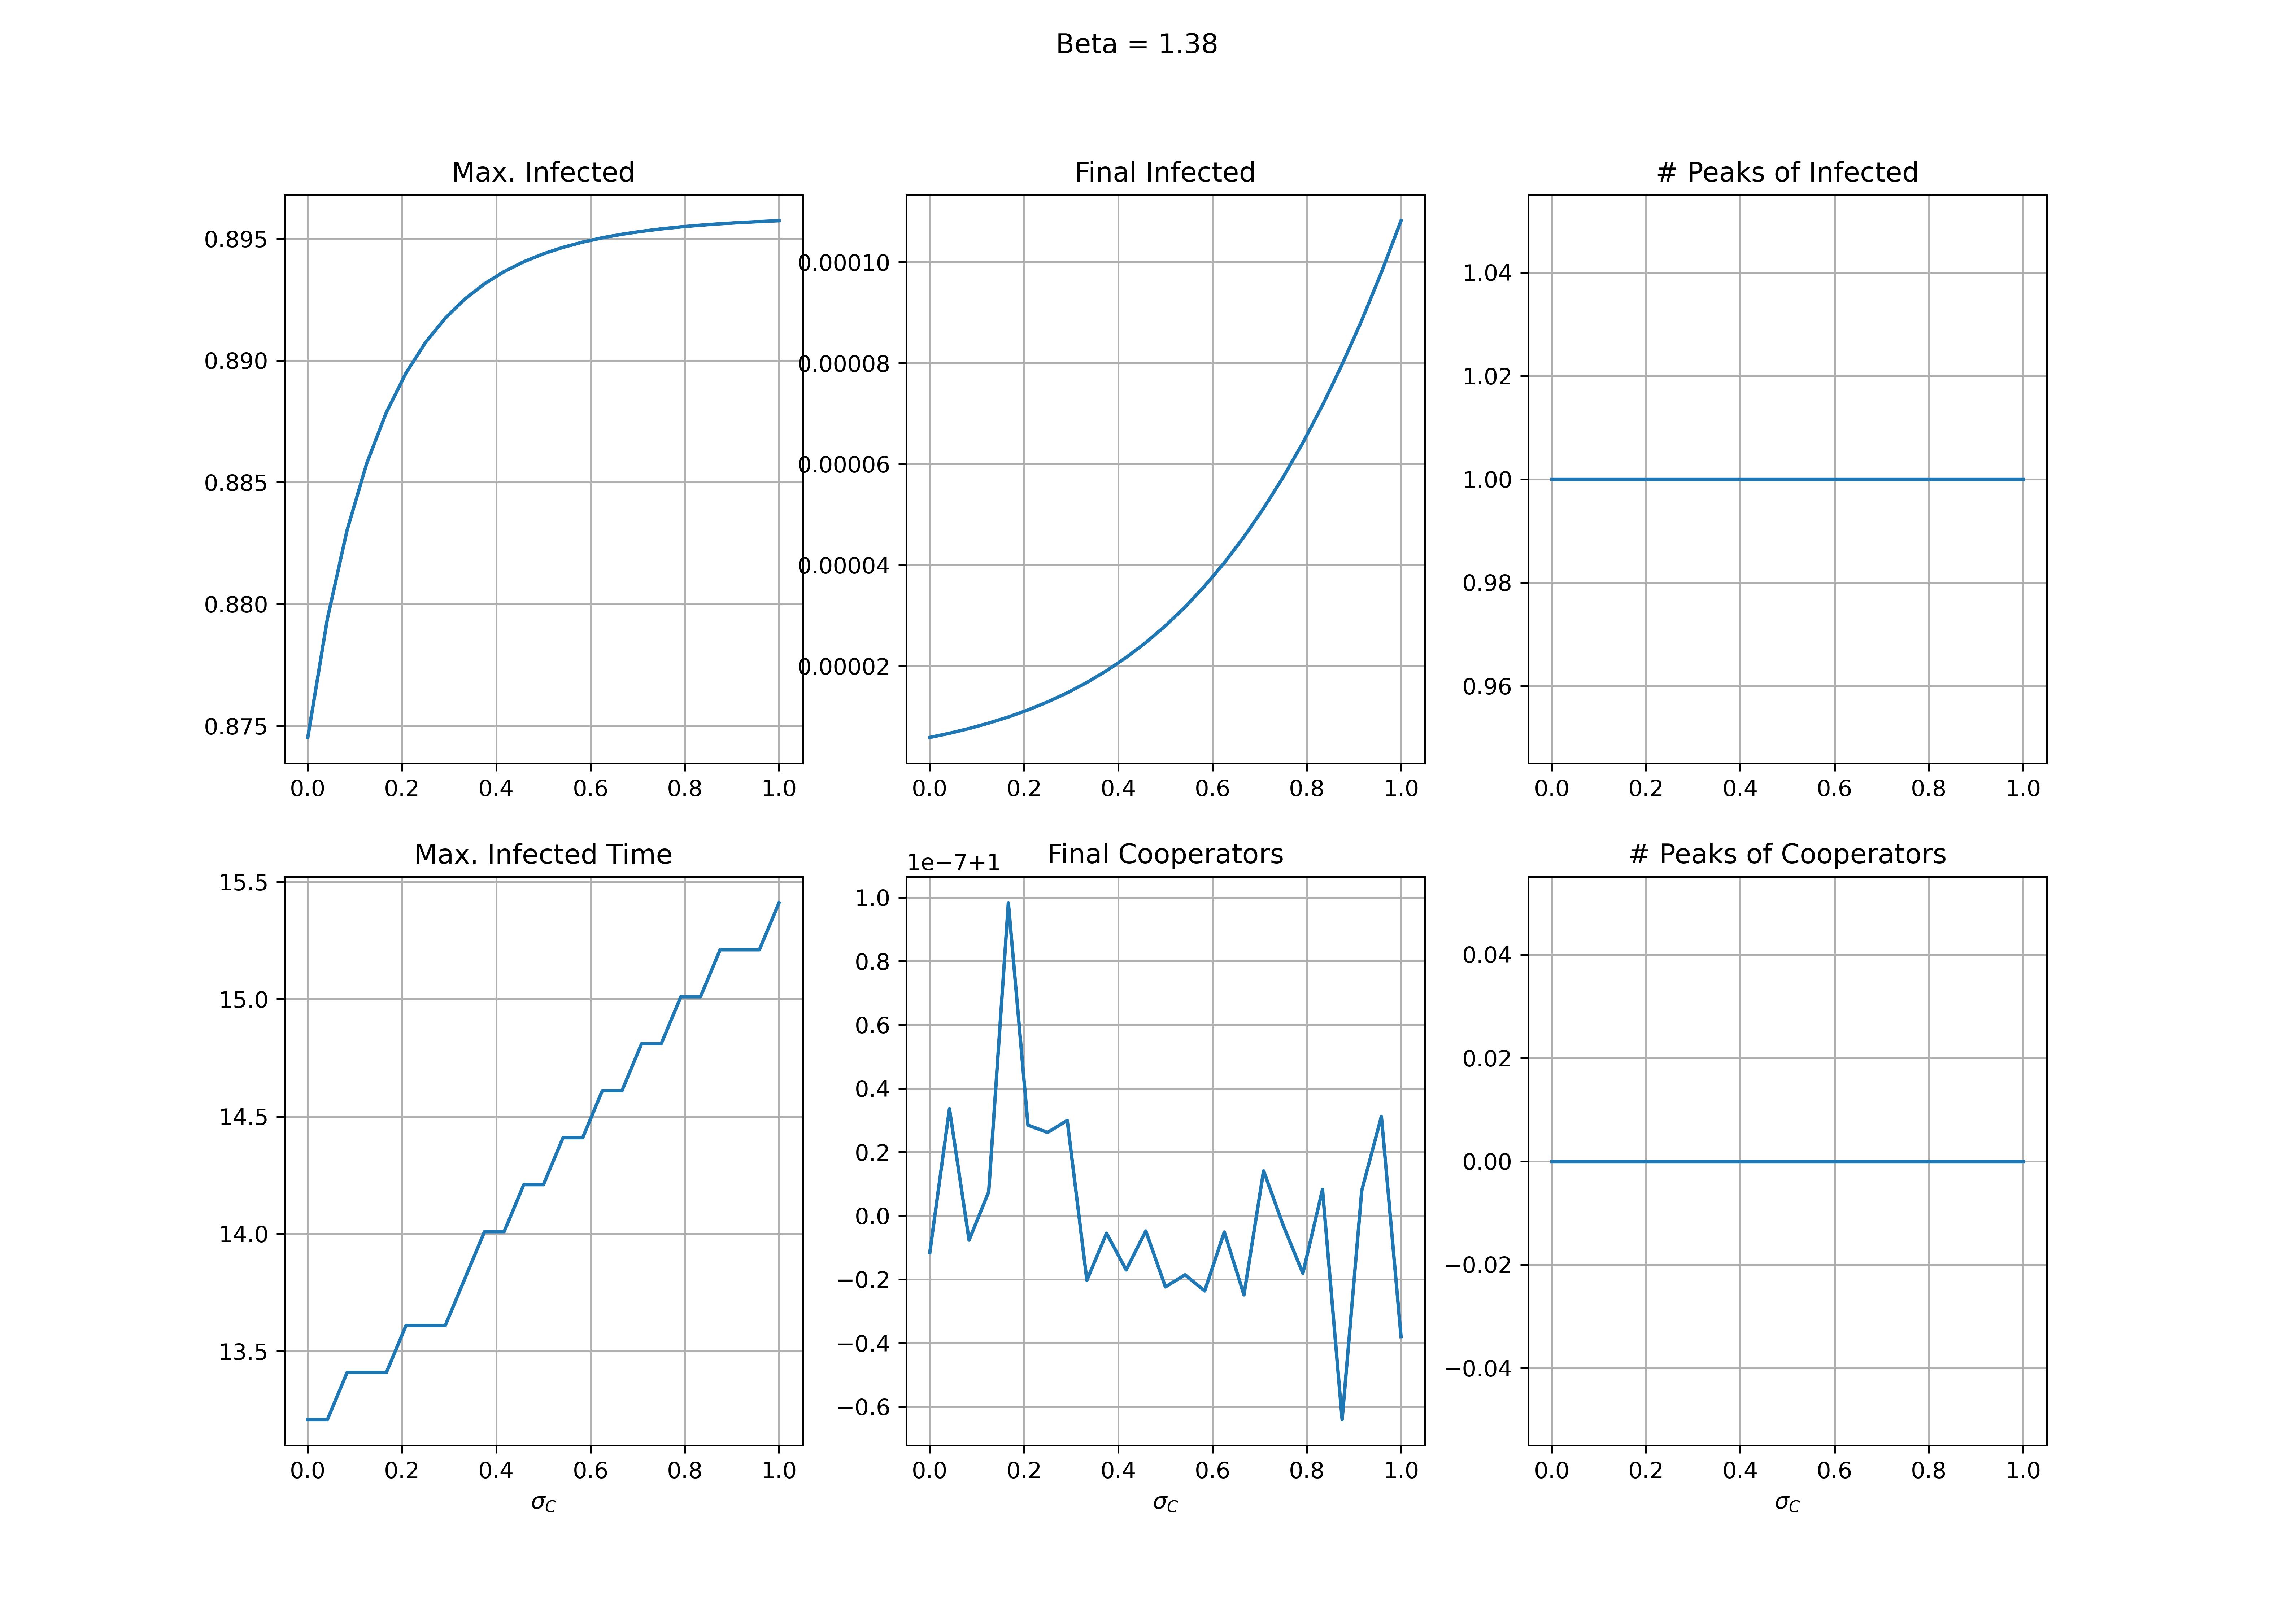 Beta = 1.38
Max. Infected
0.895
0.890
0.885
0.880
0.875
0.0 0.2 0.4 0.6 0.8 1.0
Final Infected
0.00010
0.00008
0.00006
0.00004
0.00002
0.0 0.2 0.4 0.6 0.8 1.0
# Peaks of Infected
1.04
1.02
1.00
0.98
0.96
0.0 0.2 0.4 0.6 0.8 1.0
Max. Infected Time
15.5
15.0
14.5
14.0
13.5
0.0 0.2 0.4 0.6 0.8 1.0
σC
1e−7+1
Final Cooperators
1.0
0.8
0.6
0.4
0.2
0.0
−0.2
−0.4
−0.6
0.0 0.2 0.4 0.6 0.8 1.0
σC
# Peaks of Cooperators
0.04
0.02
0.00
−0.02
−0.04
0.0 0.2 0.4 0.6 0.8 1.0
σC